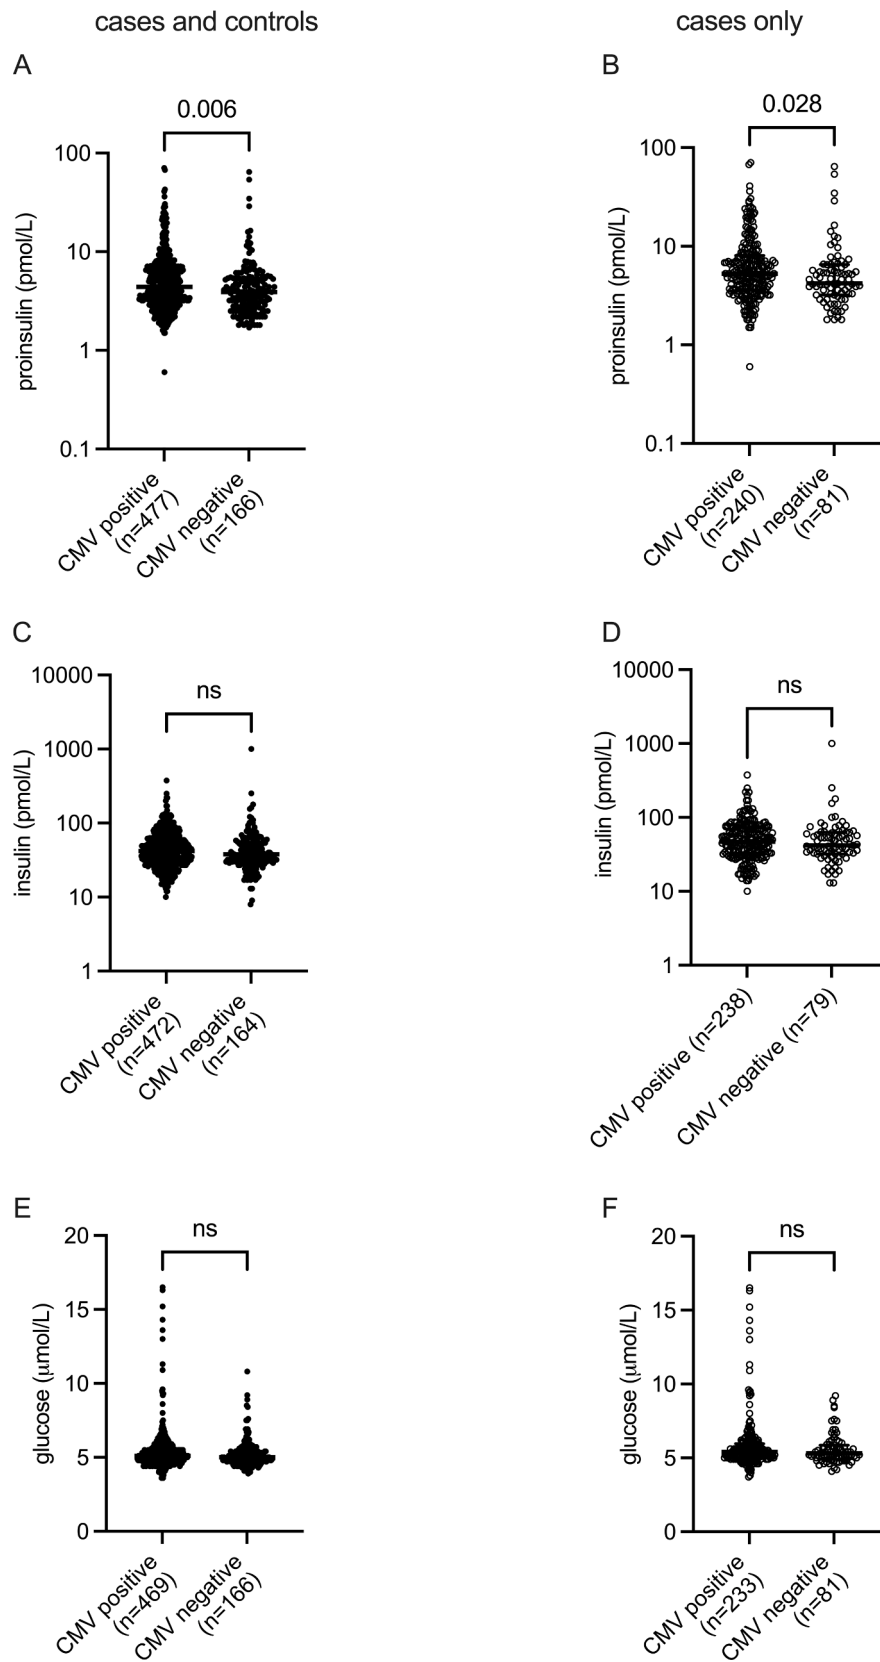 cases and controls
cases only
A
0.006
100
10
1
0.1
proinsulin (pmol/L)
CMV positive
(n=477)
CMV negative
(n=166)
B
0.028
100
10
1
0.1
proinsulin (pmol/L)
CMV positive
(n=240)
CMV negative
(n=81)
C
ns
10000
1000
100
10
1
insulin (pmol/L)
CMV positive
(n=472)
CMV negative
(n=164)
D
ns
10000
1000
100
10
1
insulin (pmol/L)
CMV positive (n=238)
CMV negative (n=79)
E
ns
20
15
10
5
0
glucose (μmol/L)
CMV positive
(n=469)
CMV negative
(n=166)
F
ns
20
15
10
5
0
glucose (μmol/L)
CMV positive
(n=233)
CMV negative
(n=81)